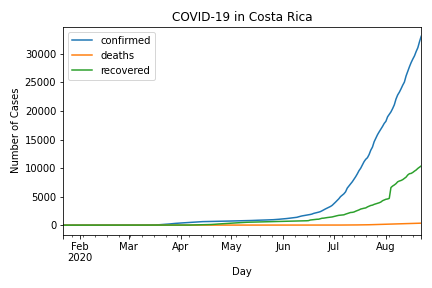 COVID-19 in Costa Rica
confirmed
deaths
recovered
Number of Cases
30000
25000
20000
15000
10000
5000
0
Feb Mar Apr May Jun Jul Aug
2020
Day